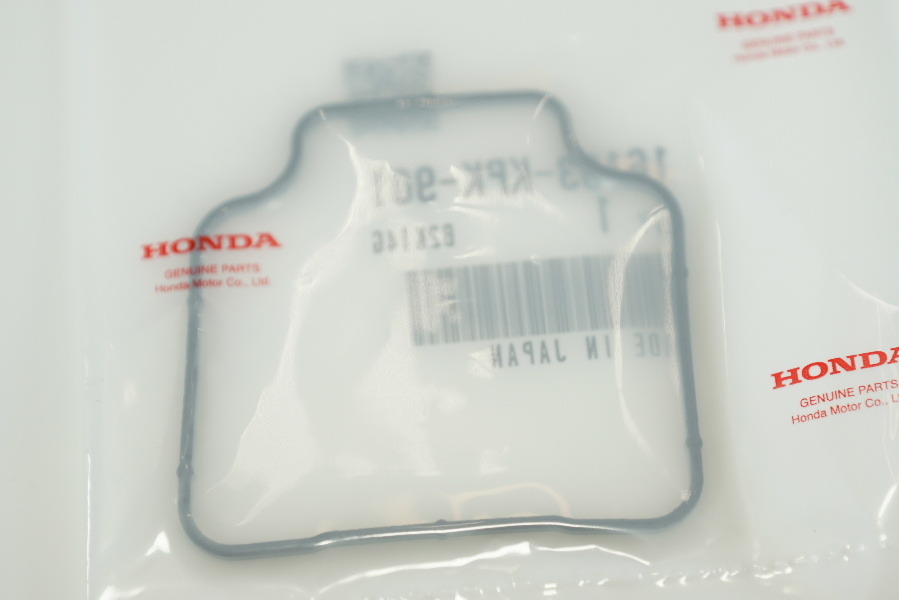 HONDA
GENUINE PARTS
Honda Motor Co., Ltd.
-KPK-901
1
HONDA
GENUINE PARTS
Honda Motor Co., Ltd.
IN JAPAN
HONDA
GENUINE PARTS
Honda Motor Co., L